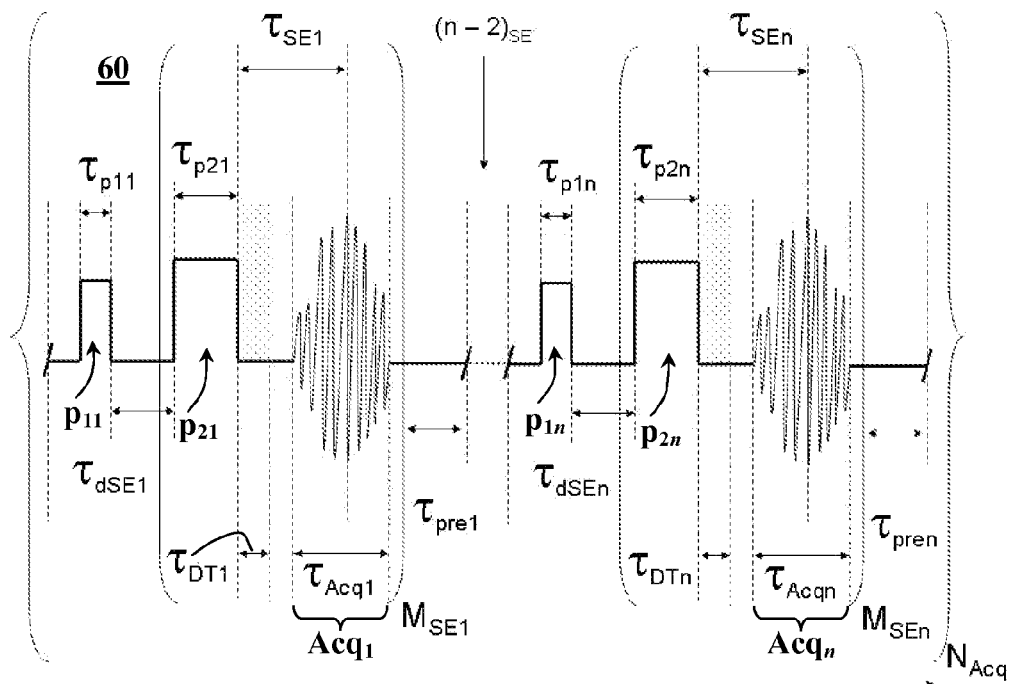 τSE1
(n – 2)SE
τSEn
60
τp11
τp21
τp1n
τp2n
p11
p21
p1n
p2n
τdSE1
τdSEn
τpre1
τpren
τDT1
τAcq1
τDTn
τAcqn
MSE1
MSEn
Acq1
Acqn
NAcq